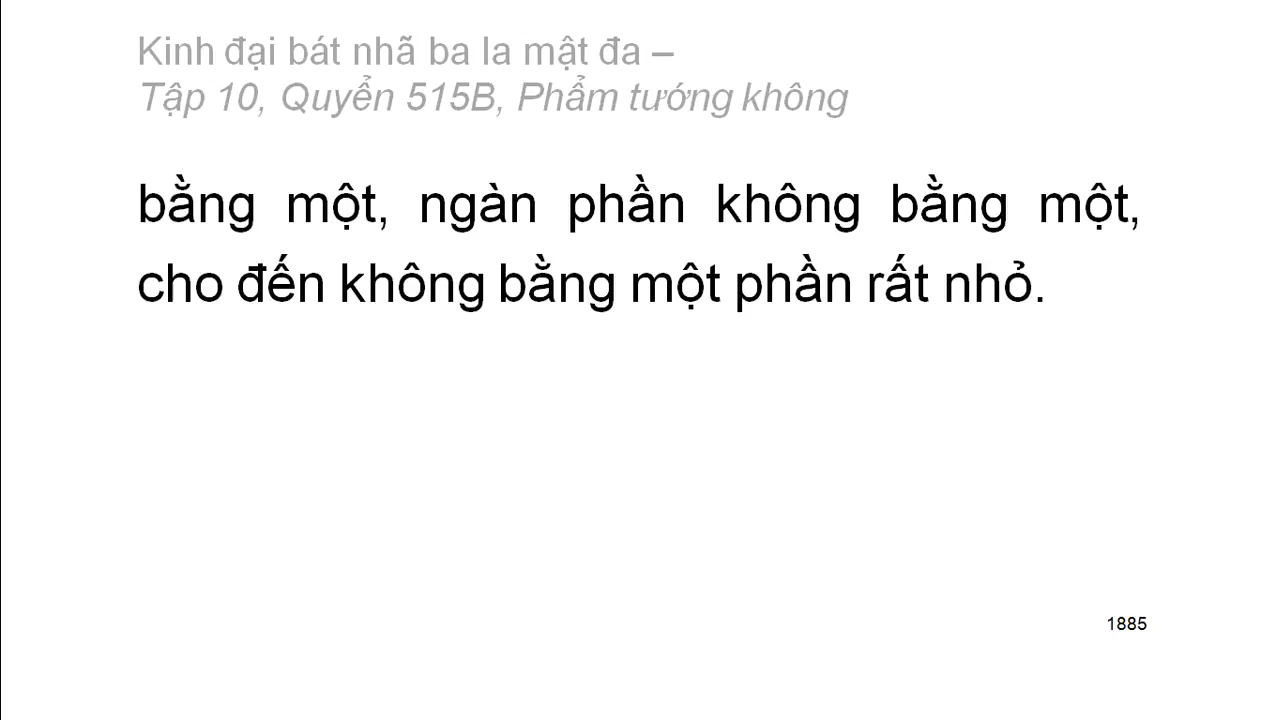 Kinh đại bát nhã ba la mật đa –
Tập 10, Quyển 515B, Phẩm tướng không
bằng một, ngàn phần không bằng một,
cho đến không bằng một phần rất nhỏ.
1885